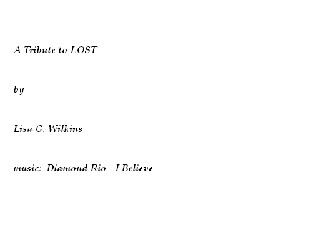 A Tribute to LOST
by
Lisa G. Wilkins
music: Diamond Rio - I Believe